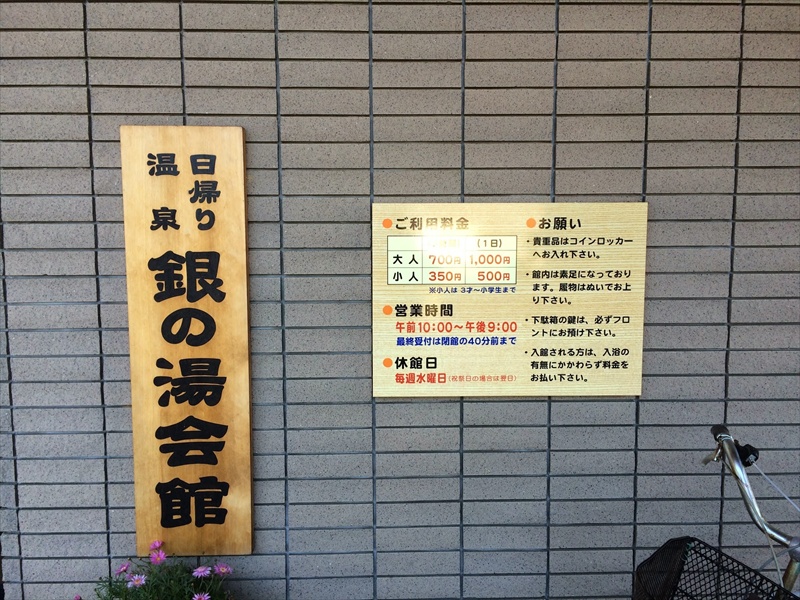 日帰り
温泉
銀の湯会館
●ご利用料金
(1日)
大人 700円 1,000円
小人 350円 500円
※小人は 3才～小学生まで
●営業時間
午前10:00～午後9:00
最終受付は閉館の40分前まで
●休館日
毎週水曜日(祝祭日の場合は翌日)
●お願い
・貴重品はコインロッカー
へお入れ下さい。
・館内は素足になっており
ます。履物はぬいでお上
り下さい。
・下駄箱の鍵は、必ずフロ
ントにお預け下さい。
・入館される方は、入浴の
有無にかかわらず料金を
お払い下さい。